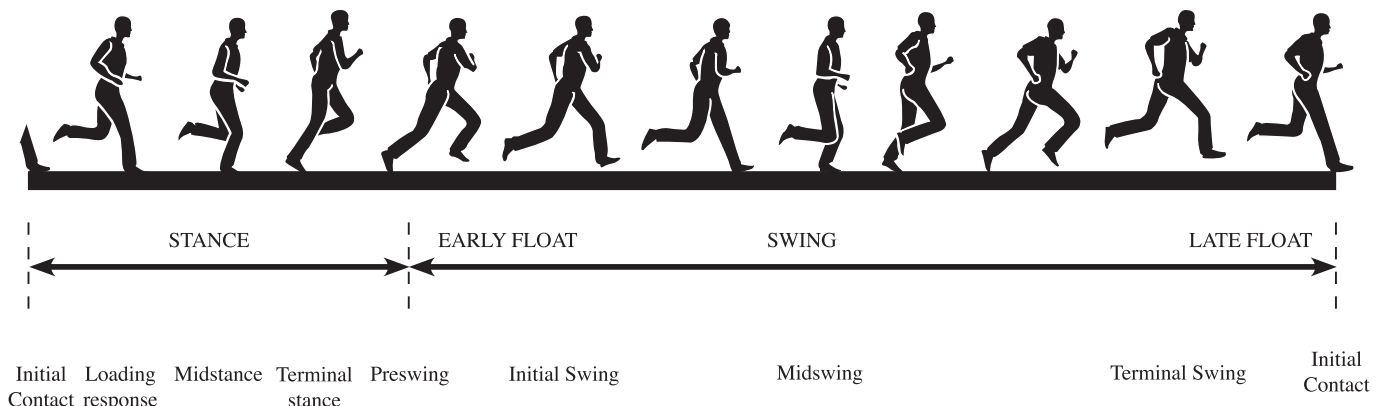 STANCE EARLY FLOAT SWING LATE FLOAT
Initial Contact
Loading response
Midstance
Terminal stance
Preswing
Initial Swing
Midswing
Terminal Swing
Initial Contact